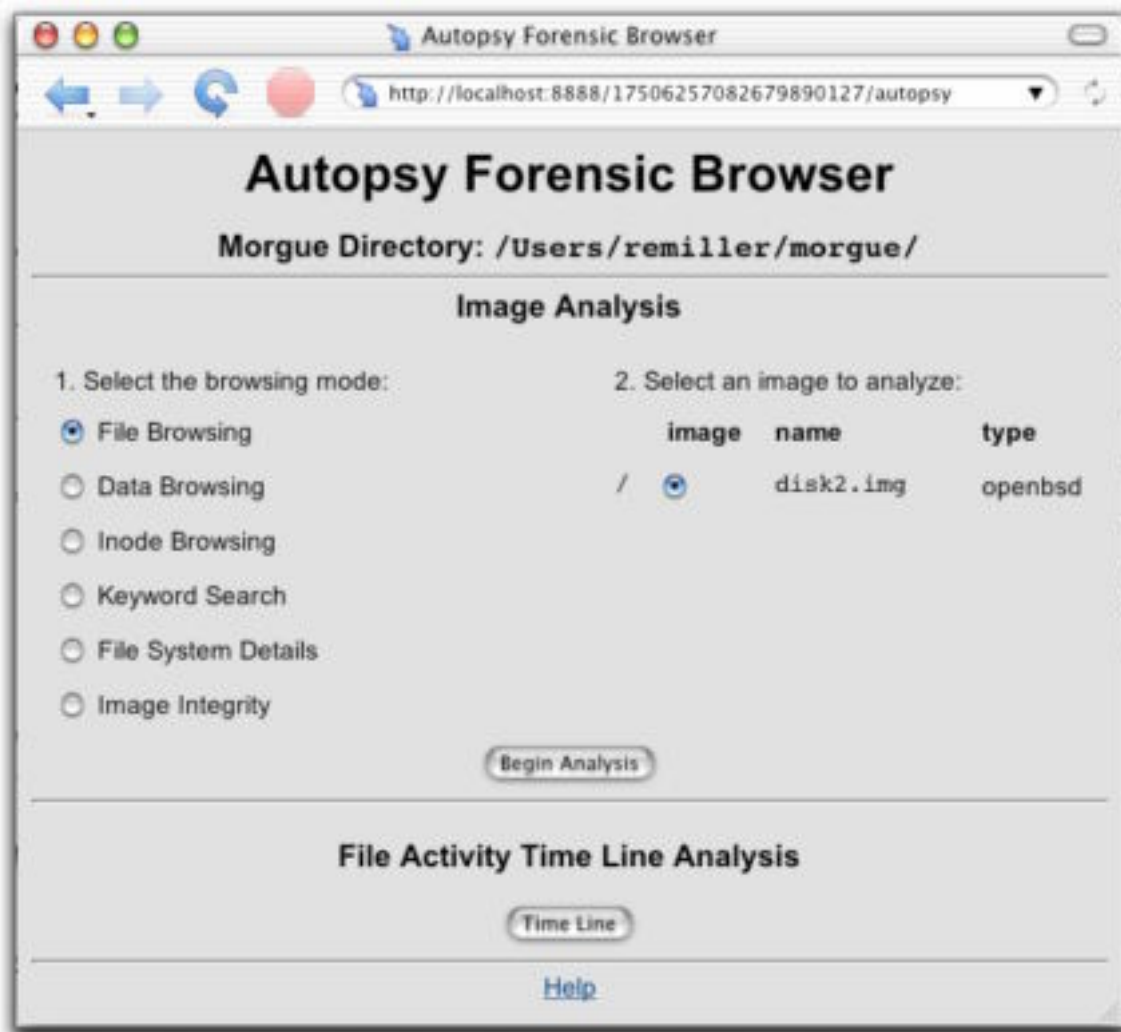 Autopsy Forensic Browser
http://localhost:8888/17506257082679890127/autopsy
Autopsy Forensic Browser
Morgue Directory: /Users/remiller/morgue/
Image Analysis
1. Select the browsing mode:
File Browsing
Data Browsing
Inode Browsing
Keyword Search
File System Details
Image Integrity
2. Select an image to analyze:
image name type
/ disk2.img openbsd
Begin Analysis
File Activity Time Line Analysis
Time Line
Help